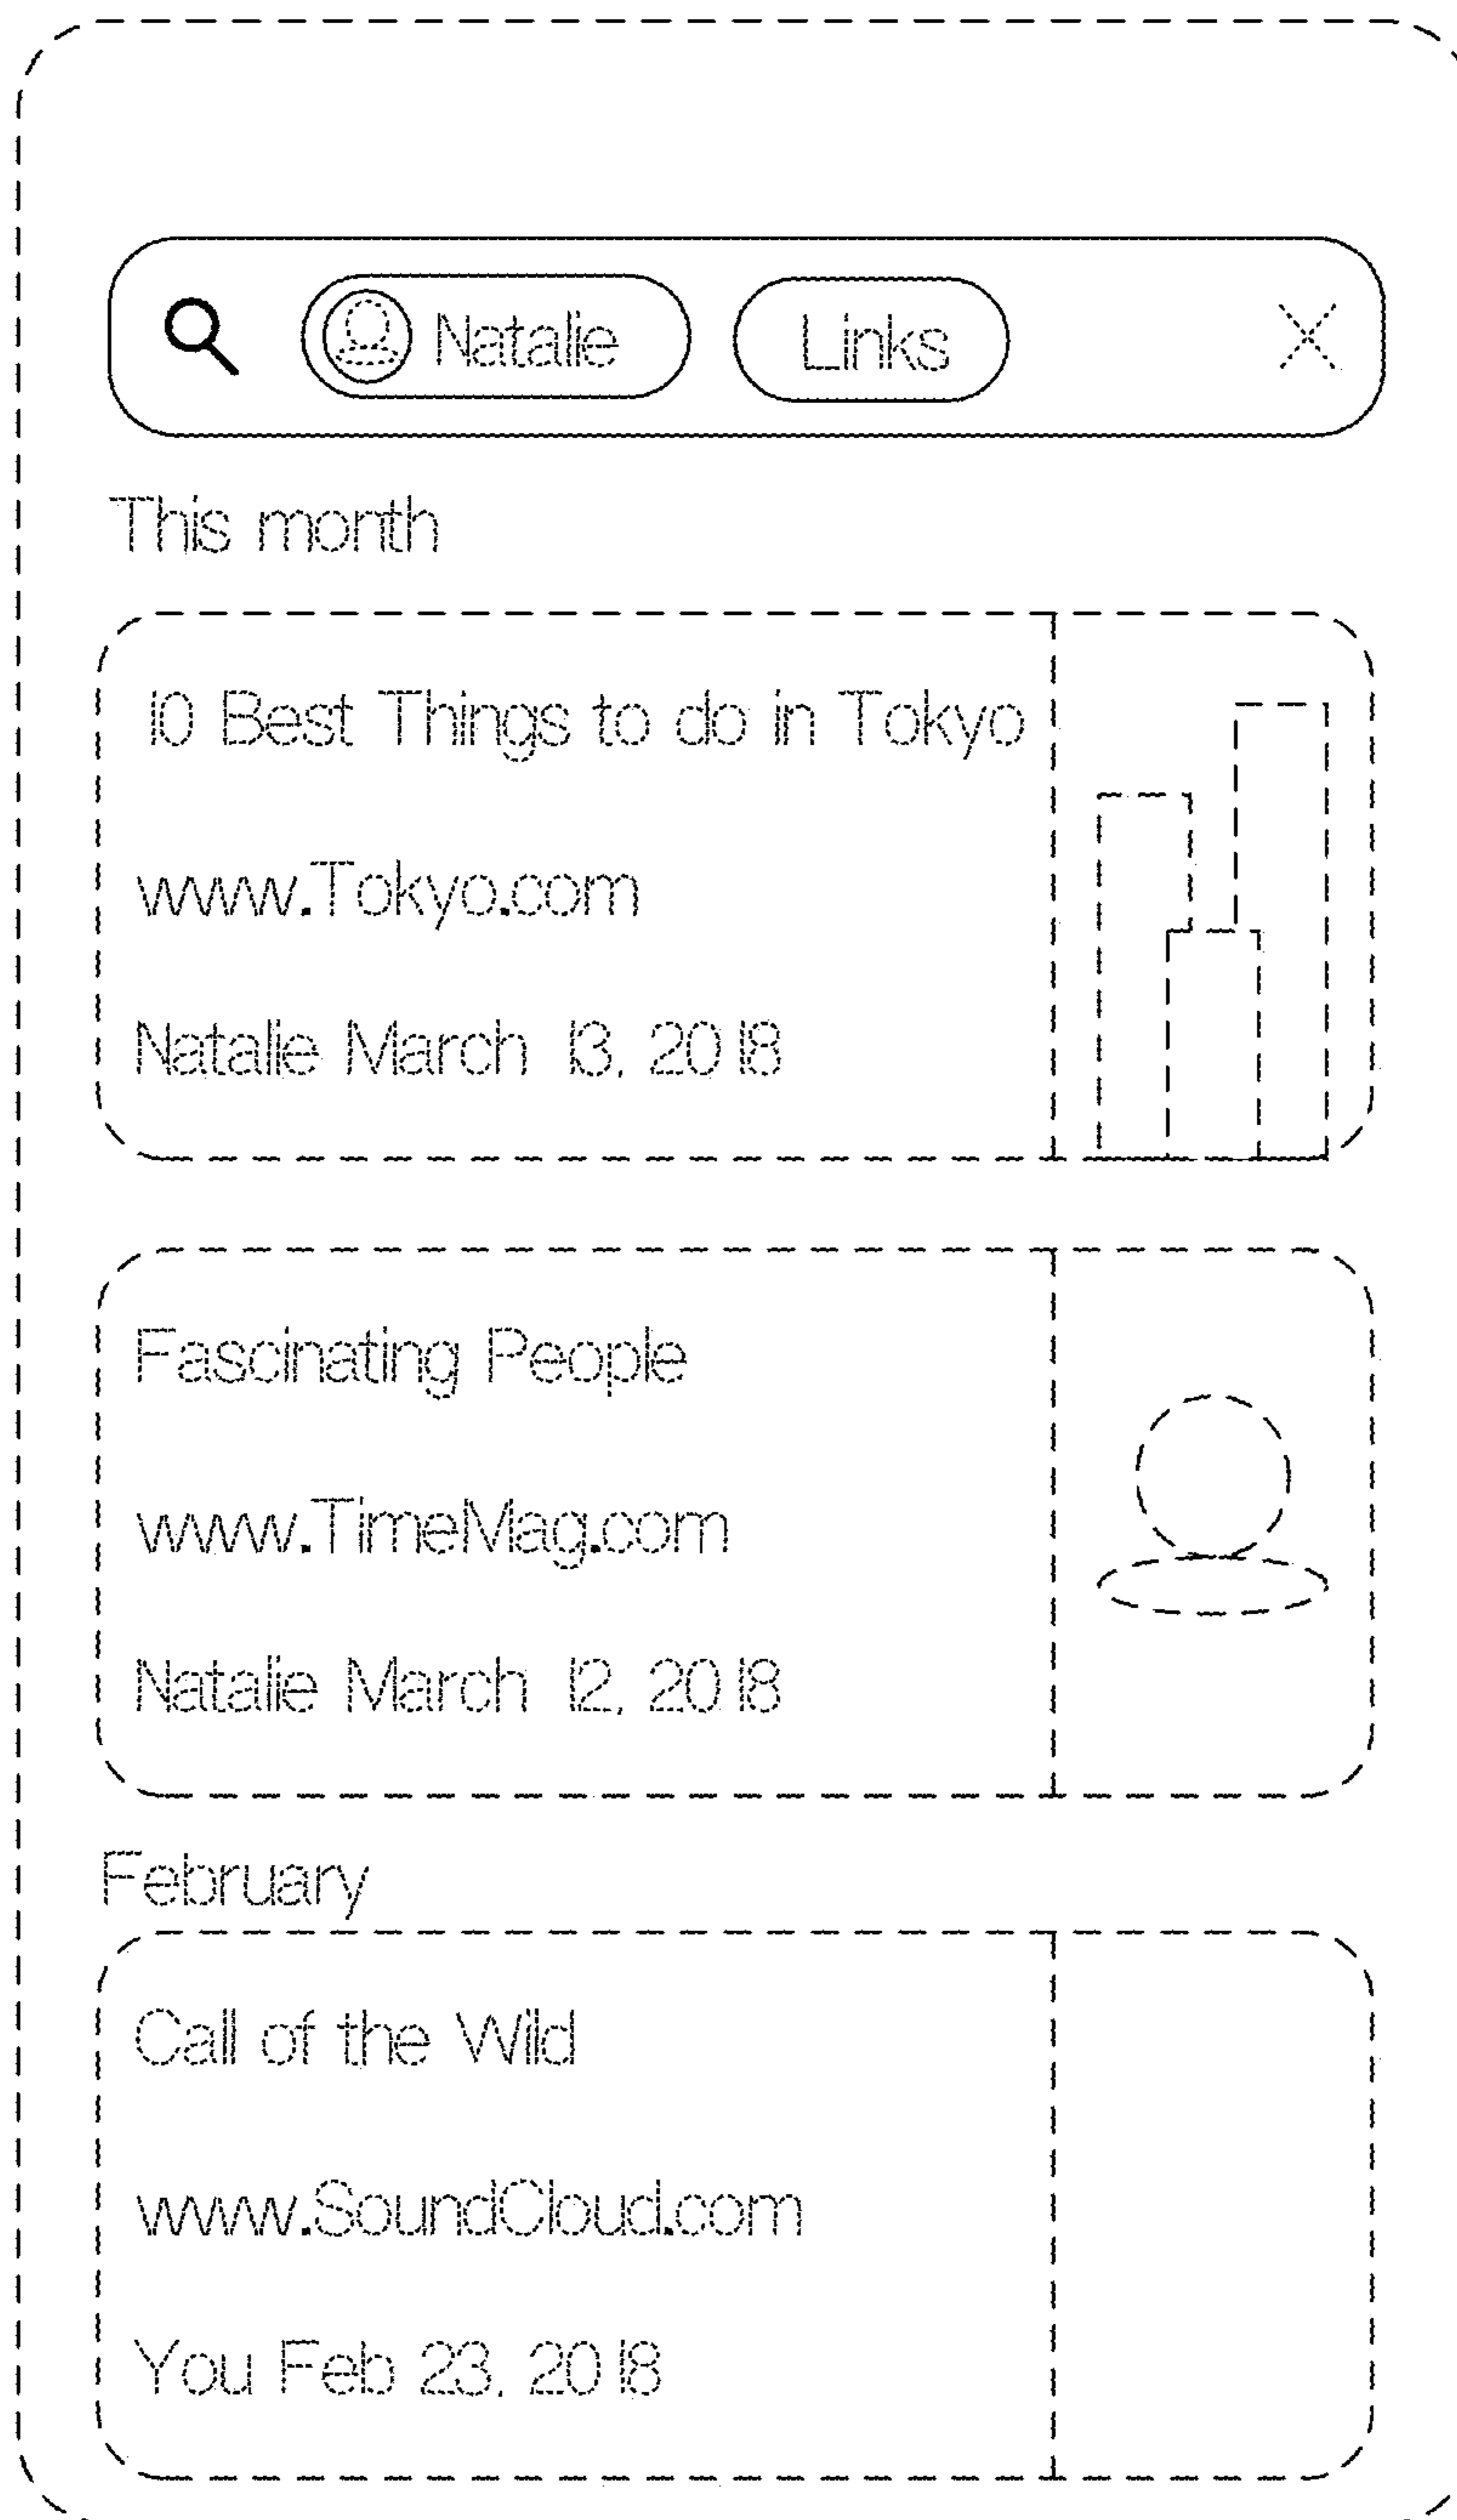 Natalie Links
This month
10 Best Things to do in Tokyo
www.Tokyo.com
Natalie March 13, 2018
Fascinating People
www.TimeMag.com
Natalie March 12, 2018
February
Call of the Wild
www.SoundCloud.com
You Feb 23, 2018